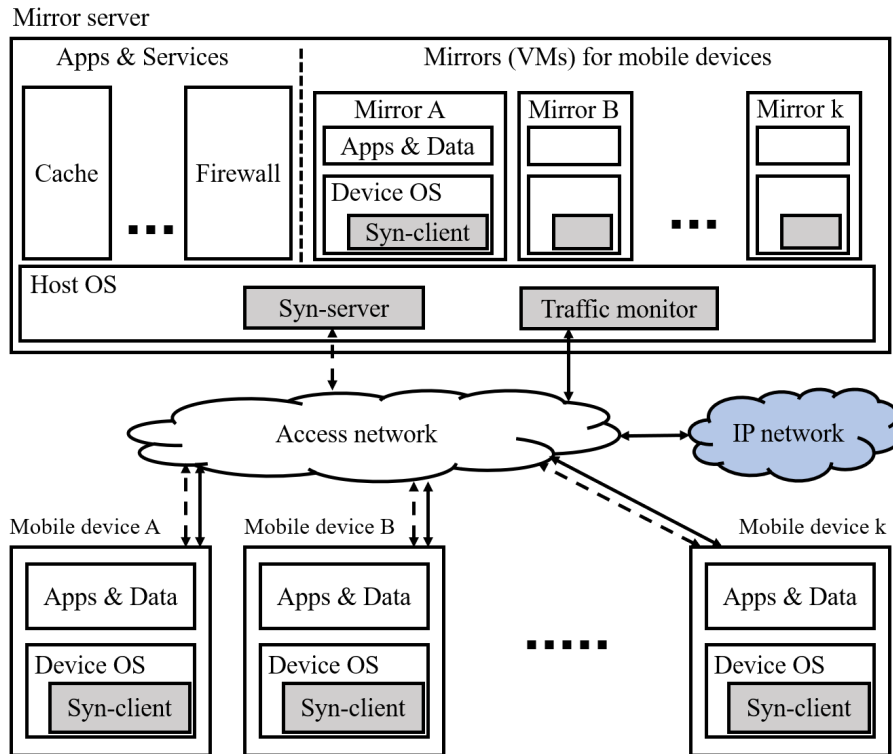 Mirror server
Apps & Services
Mirrors (VMs) for mobile devices
Cache
Firewall
Mirror A
Apps & Data
Device OS
Syn-client
Mirror B
Mirror k
Host OS
Syn-server
Traffic monitor
Access network
IP network
Mobile device A
Apps & Data
Device OS
Syn-client
Mobile device B
Apps & Data
Device OS
Syn-client
Mobile device k
Apps & Data
Device OS
Syn-client